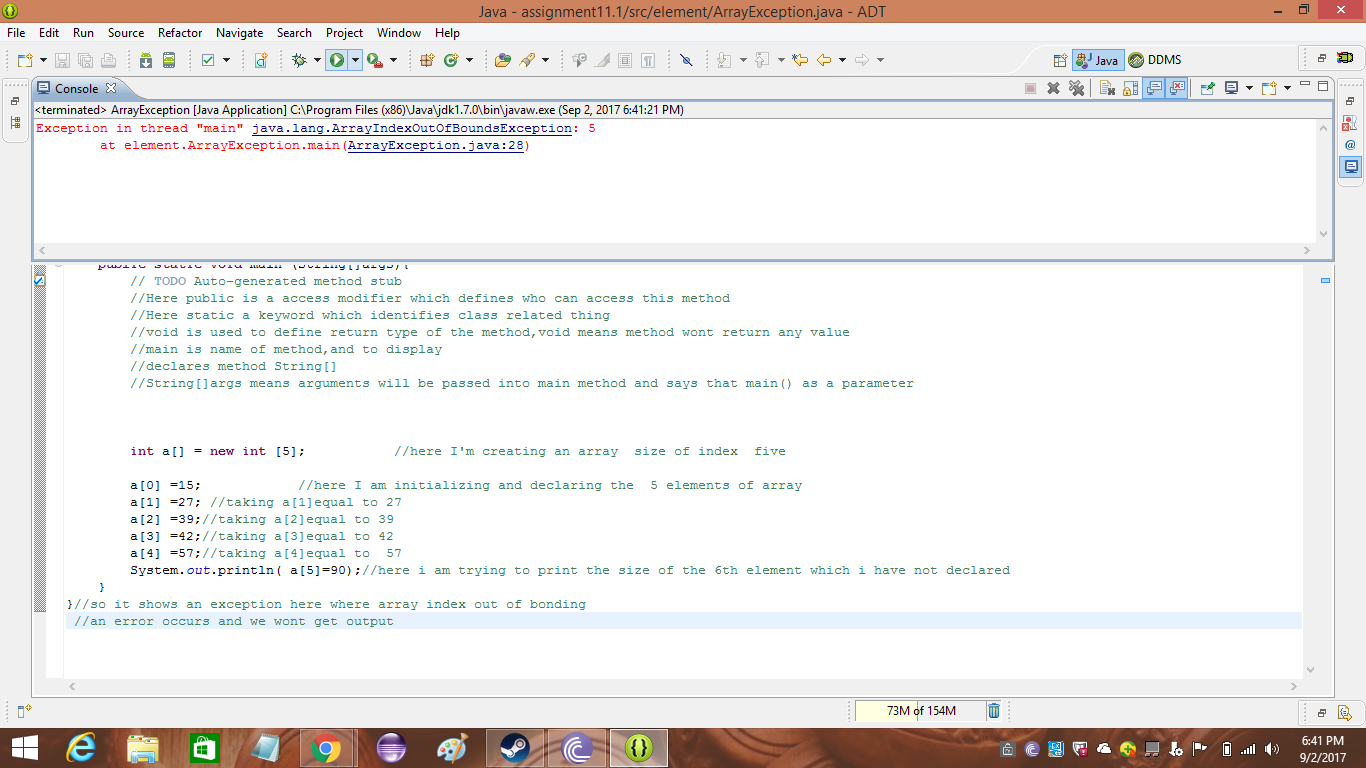 Java - assignment11.1/src/element/ArrayException.java - ADT
File Edit Run Source Refactor Navigate Search Project Window Help
Java DDMS
Console
<terminated> ArrayException [Java Application] C:\Program Files (x86)\Java\jdk1.7.0\bin\javaw.exe (Sep 2, 2017 6:41:21 PM)
Exception in thread "main" java.lang.ArrayIndexOutOfBoundsException: 5
at element.ArrayException.main(ArrayException.java:28)
public static void main (String[]args){
// TODO Auto-generated method stub
//Here public is a access modifier which defines who can access this method
//Here static a keyword which identifies class related thing
//void is used to define return type of the method,void means method wont return any value
//main is name of method,and to display
//declares method String[]
//String[]args means arguments will be passed into main method and says that main() as a parameter
int a[] = new int [5]; //here I'm creating an array  size of index  five
a[0] =15; //here I am initializing and declaring the  5 elements of array
a[1] =27; //taking a[1]equal to 27
a[2] =39;//taking a[2]equal to 39
a[3] =42;//taking a[3]equal to 42
a[4] =57;//taking a[4]equal to  57
System.out.println( a[5]=90);//here i am trying to print the size of the 6th element which i have not declared
}
}//so it shows an exception here where array index out of bonding
//an error occurs and we wont get output
73M of 154M
6:41 PM
9/2/2017